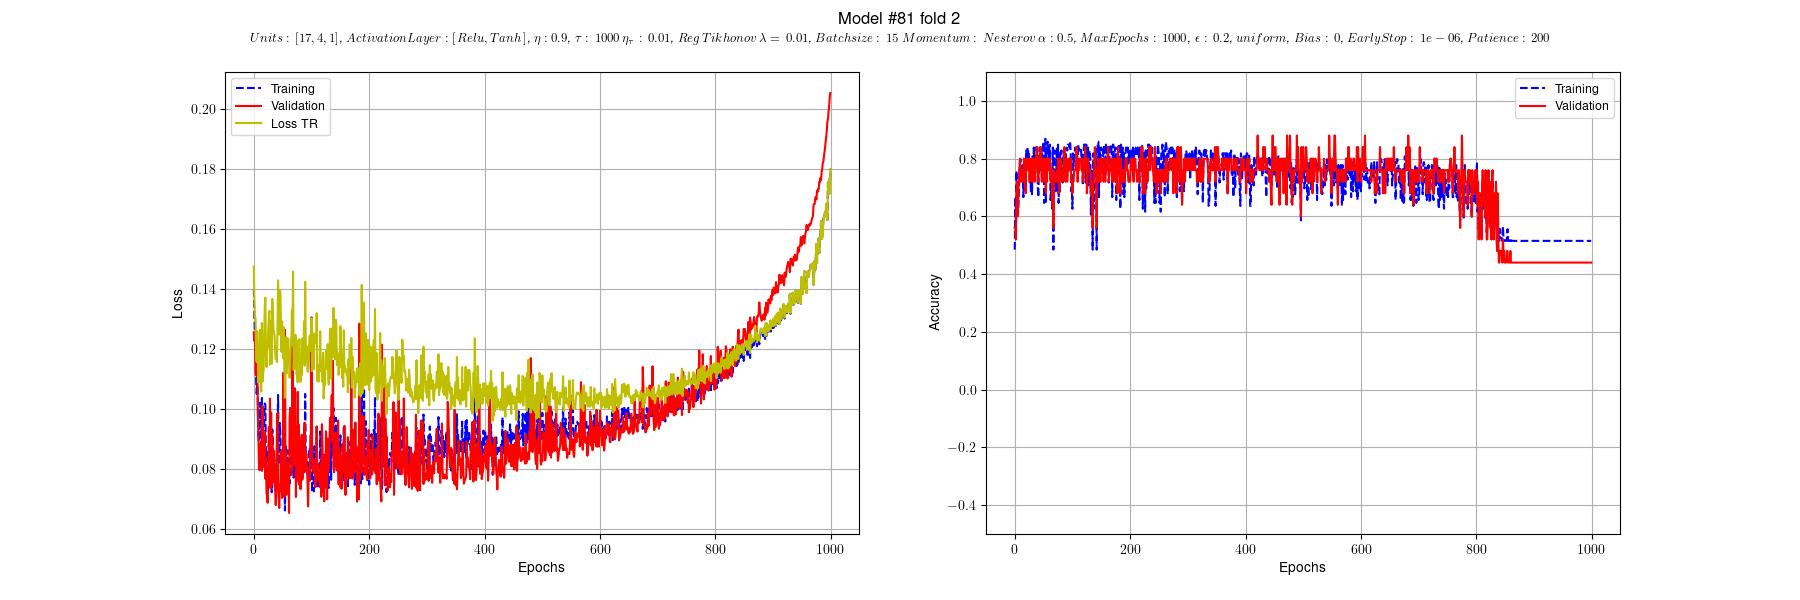 Model #81 fold 2
Units : [17, 4, 1], ActivationLayer : [Relu, Tanh], η : 0.9, τ : 1000 ητ : 0.01, Reg Tikhonov λ = 0.01, Batchsize : 15 Momentum : Nesterov α : 0.5, MaxEpochs : 1000, ϵ : 0.2, uniform, Bias : 0, EarlyStop : 1e − 06, Patience : 200
Training
Validation
Loss TR
0.20
0.18
0.16
0.14
0.12
0.10
0.08
0.06
Loss
0 200 400 600 800 1000
Epochs
Training
Validation
1.0
0.8
0.6
0.4
0.2
0.0
−0.2
−0.4
Accuracy
0 200 400 600 800 1000
Epochs